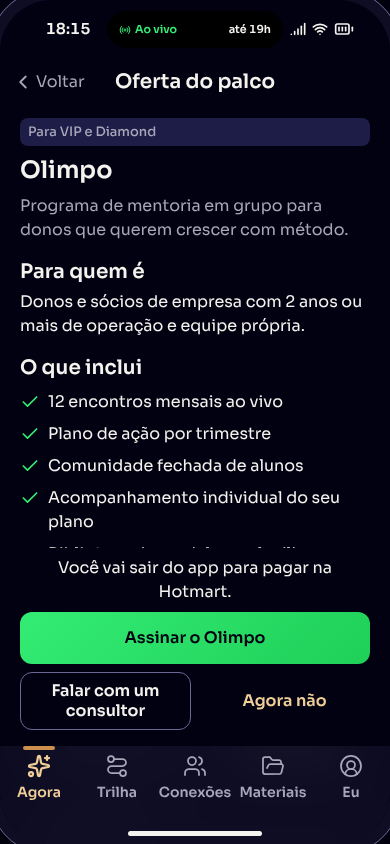 18:15
Ao vivo
até 19h
Voltar
Oferta do palco
Para VIP e Diamond
Olimpo
Programa de mentoria em grupo para
donos que querem crescer com método.
Para quem é
Donos e sócios de empresa com 2 anos ou
mais de operação e equipe própria.
O que inclui
12 encontros mensais ao vivo
Plano de ação por trimestre
Comunidade fechada de alunos
Acompanhamento individual do seu
plano
Você vai sair do app para pagar na
Hotmart.
Assinar o Olimpo
Falar com um
consultor
Agora não
Agora
Trilha
Conexões
Materiais
Eu